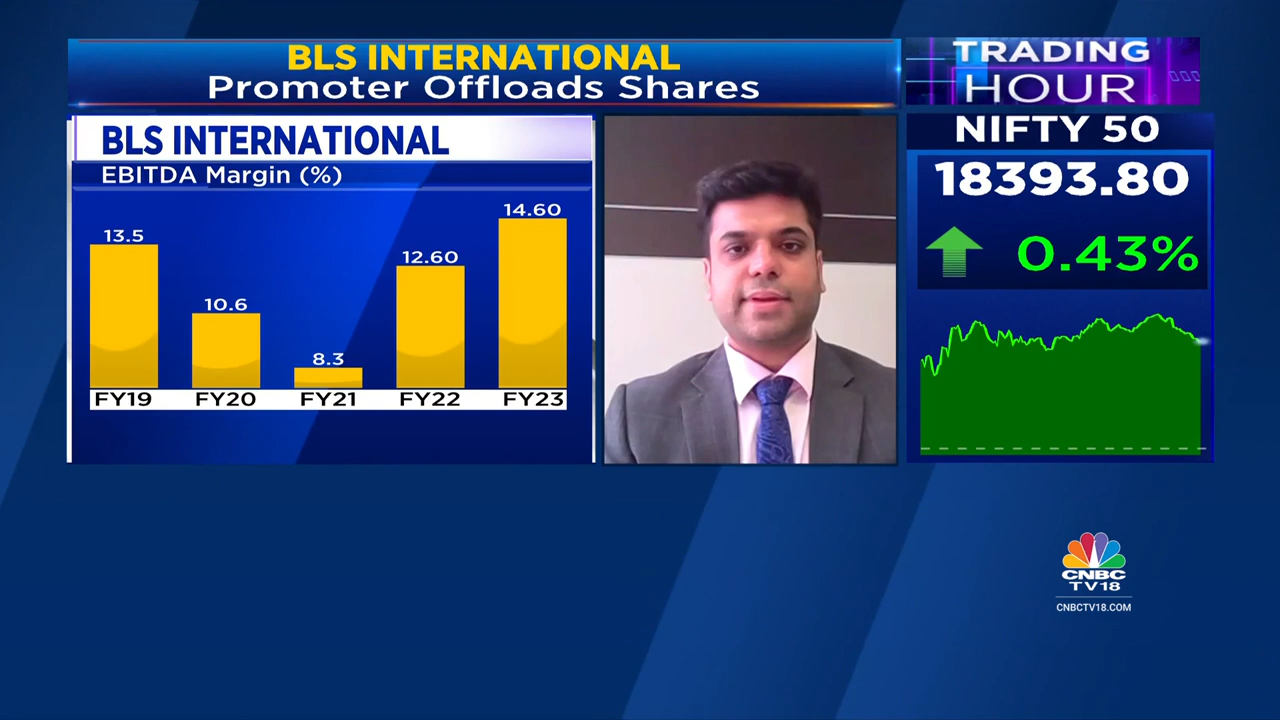 BLS INTERNATIONAL
Promoter Offloads Shares
TRADING
HOUR
BLS INTERNATIONAL
EBITDA Margin (%)
13.5
10.6
8.3
12.60
14.60
FY19 FY20 FY21 FY22 FY23
NIFTY 50
18393.80
0.43%
CNBC
TV18
CNBCTV18.COM